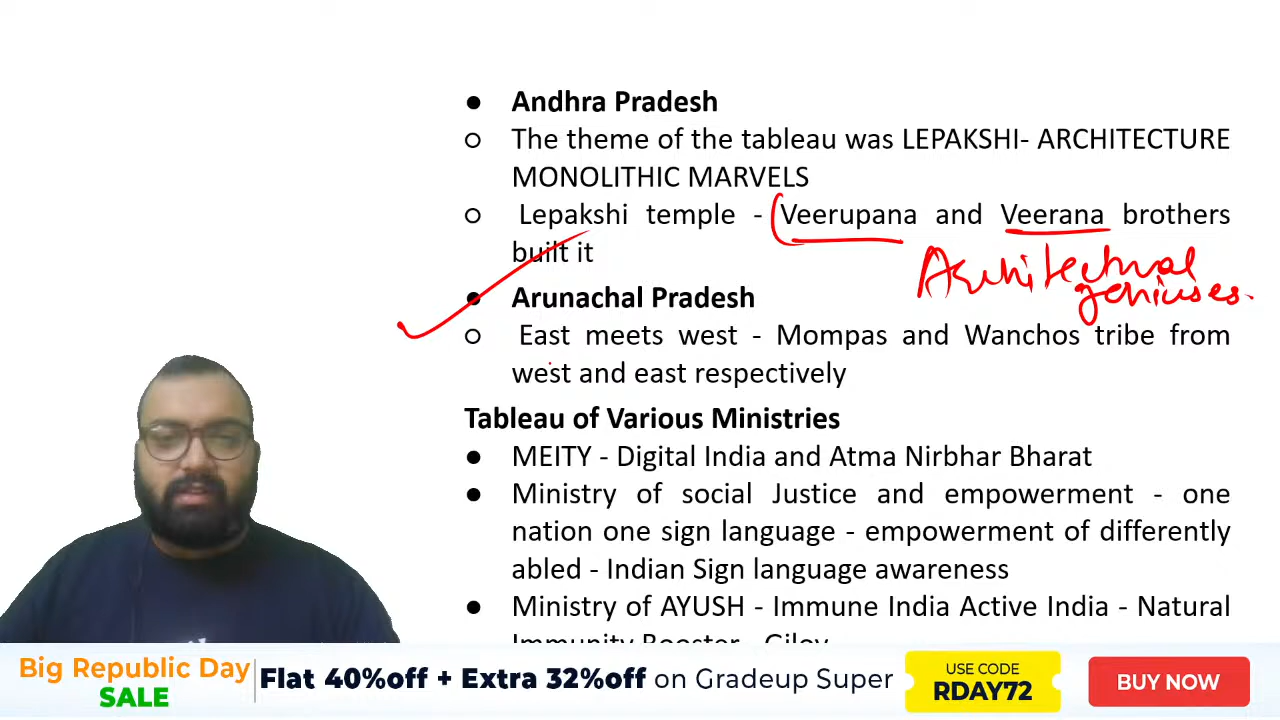 ● Andhra Pradesh
○ The theme of the tableau was LEPAKSHI- ARCHITECTURE
MONOLITHIC MARVELS
○ Lepakshi temple - Veerupana and Veerana brothers
built it
Architectural
geniuses.
● Arunachal Pradesh
○ East meets west - Mompas and Wanchos tribe from
west and east respectively
Tableau of Various Ministries
● MEITY - Digital India and Atma Nirbhar Bharat
● Ministry of social Justice and empowerment - one
nation one sign language - empowerment of differently
abled - Indian Sign language awareness
● Ministry of AYUSH - Immune India Active India - Natural
Immunity Booster - Giloy
Big Republic Day
SALE
Flat 40%off + Extra 32%off on Gradeup Super
USE CODE
RDAY72
BUY NOW